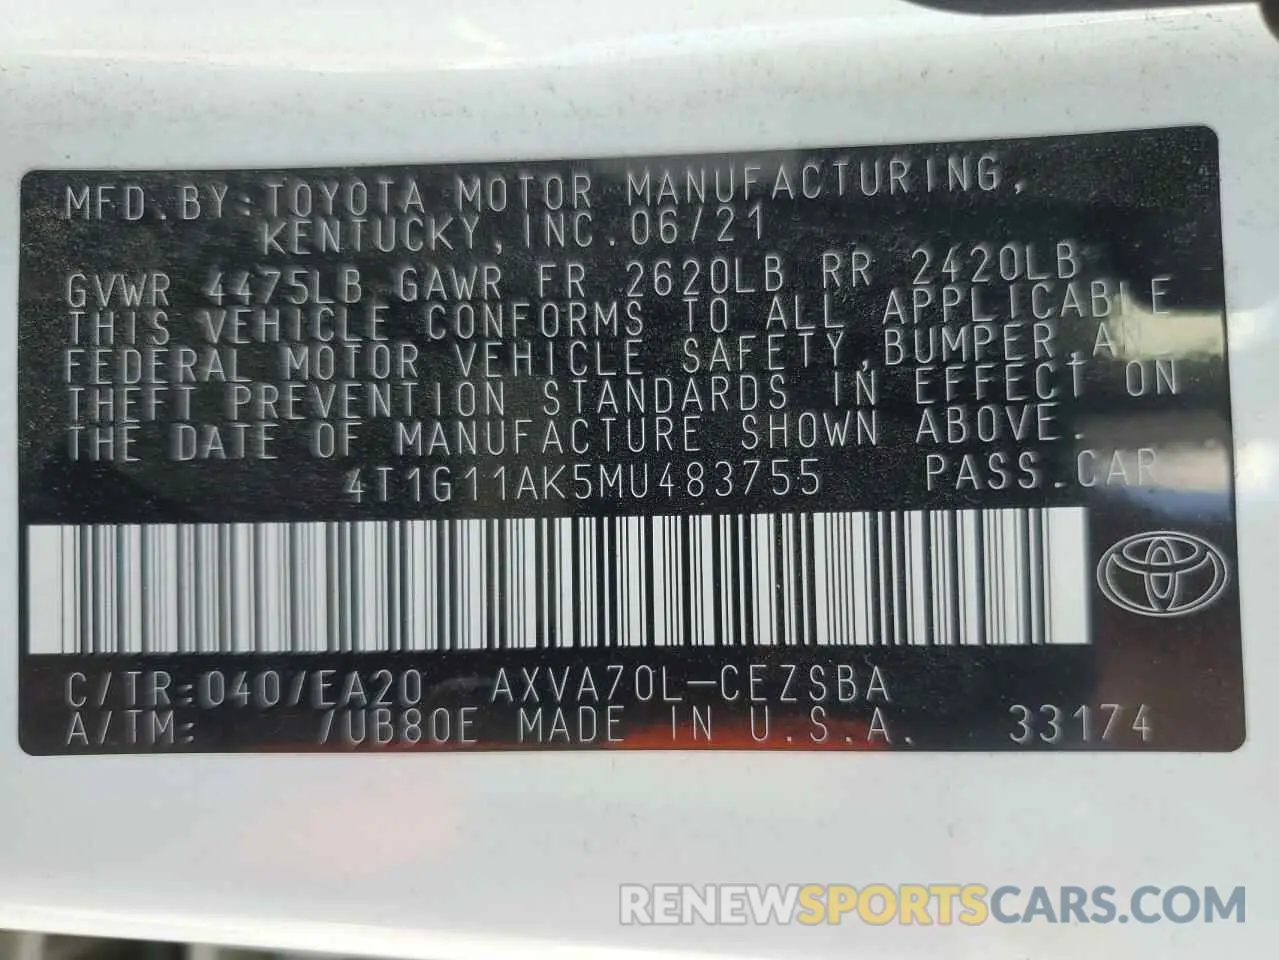 MFD.BY:TOYOTA MOTOR MANUFACTURING,
KENTUCKY,INC.06/21
GVWR 4475LB GAWR FR 2620LB RR 2420LB
THIS VEHICLE CONFORMS TO ALL APPLICABLE
FEDERAL MOTOR VEHICLE SAFETY,BUMPER,AN
THEFT PREVENTION STANDARDS IN EFFECT ON
THE DATE OF MANUFACTURE SHOWN ABOVE.
4T1G11AK5MU483755 PASS.CAR
C/TR:040/EA20 AXVA70L-CEZSBA
A/TM: /UB80E MADE IN U.S.A. 33174
RENEWSPORTSCARS.COM